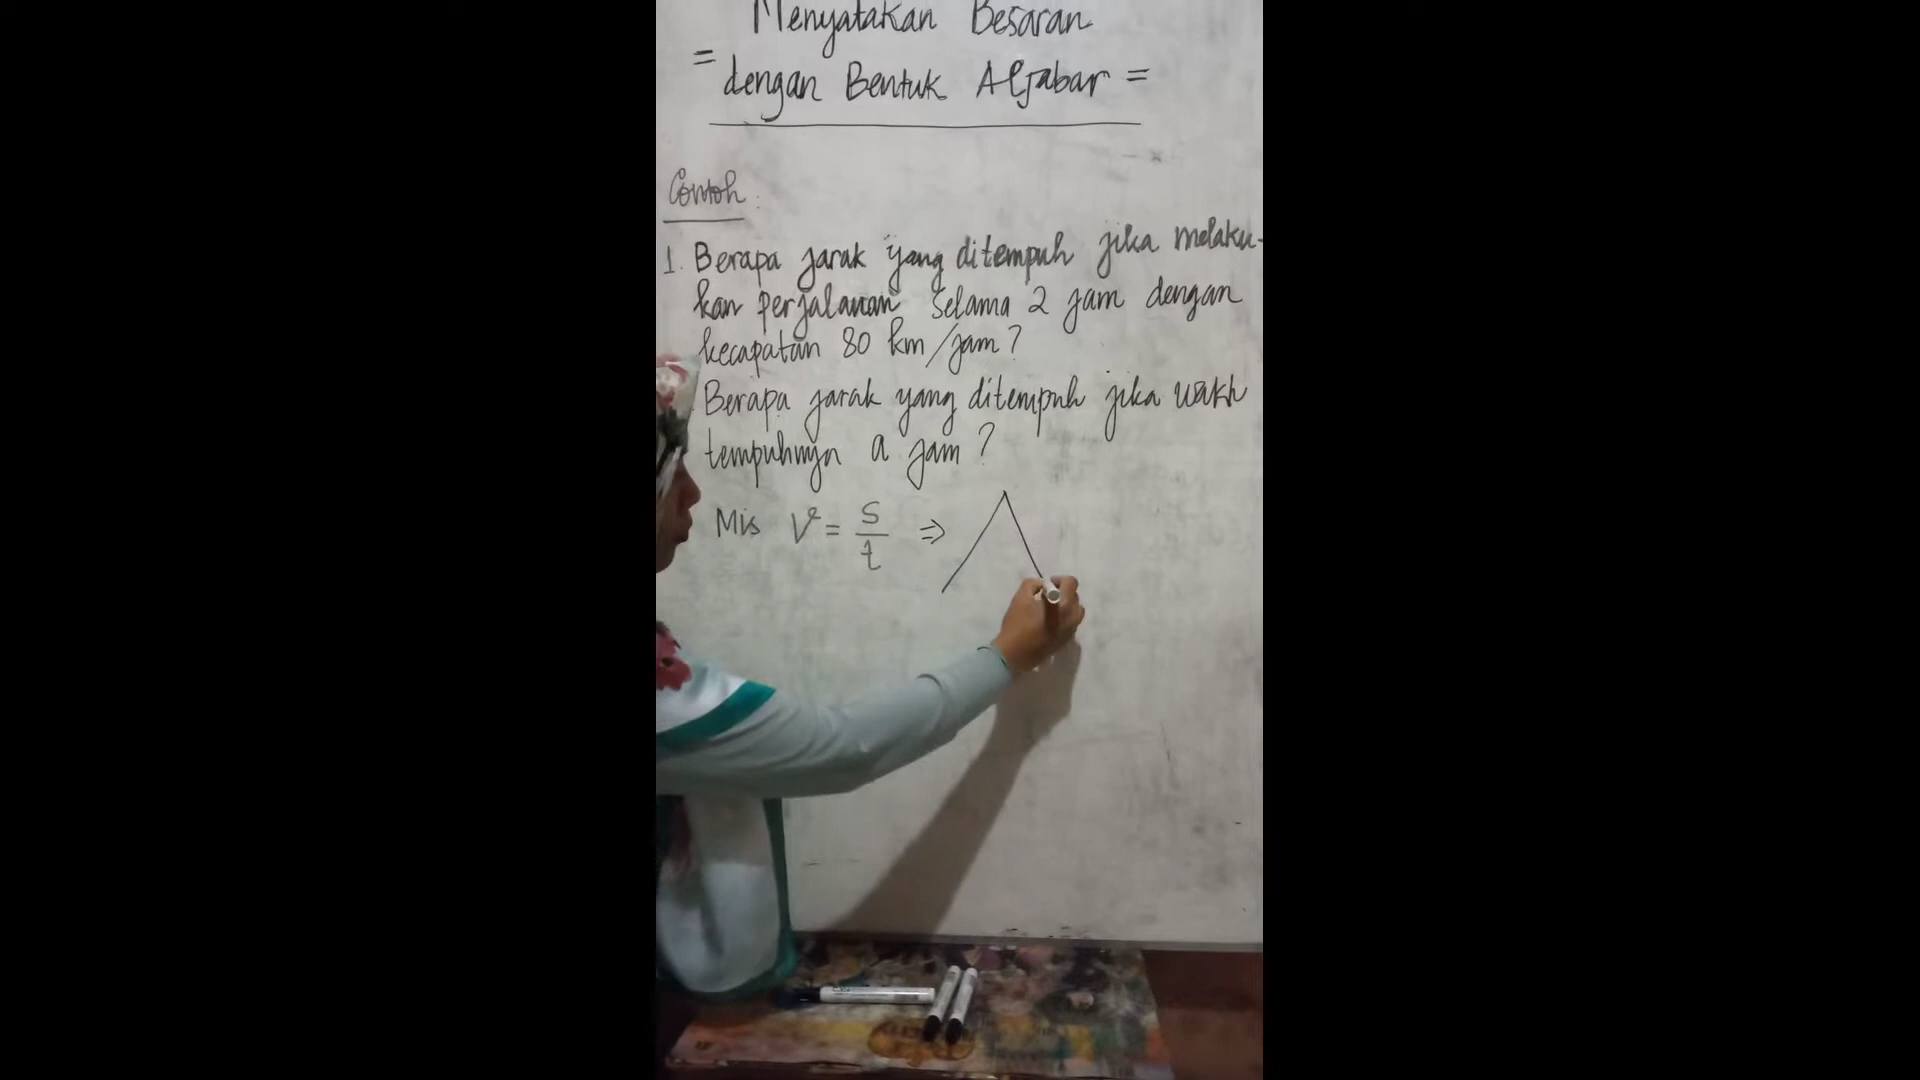 Menyatakan Besaran
= dengan Bentuk Aljabar =
Contoh :
1. Berapa jarak yang ditempuh jika melaku-
kan perjalanan selama 2 jam dengan
kecapatan 80 km/jam?
Berapa jarak yang ditempuh jika
tempuhnya a jam?
Mis V = s/t ⇒